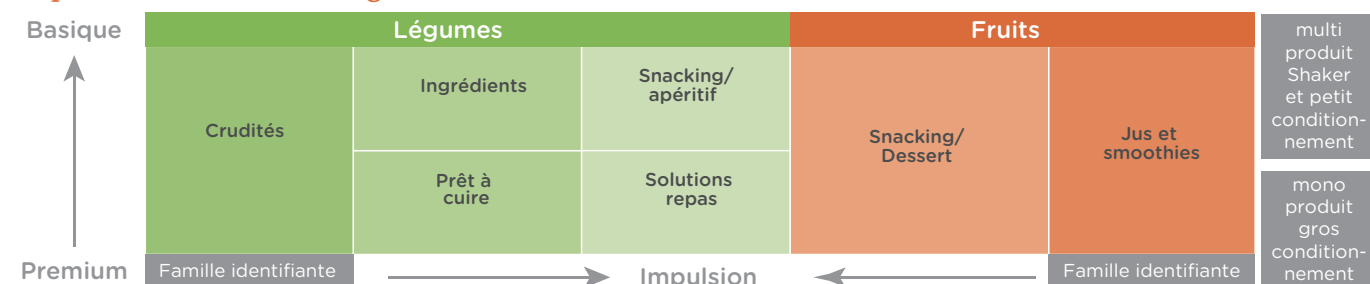 Basique
Légumes
Fruits
multi
produit
Shaker
et petit
condition-
nement
Crudités
Ingrédients
Snacking/
apéritif
Snacking/
Dessert
Jus et
smoothies
Prêt à
cuire
Solutions
repas
mono
produit
gros
condition-
nement
Premium
Famille identifiante
Impulsion
Famille identifiante